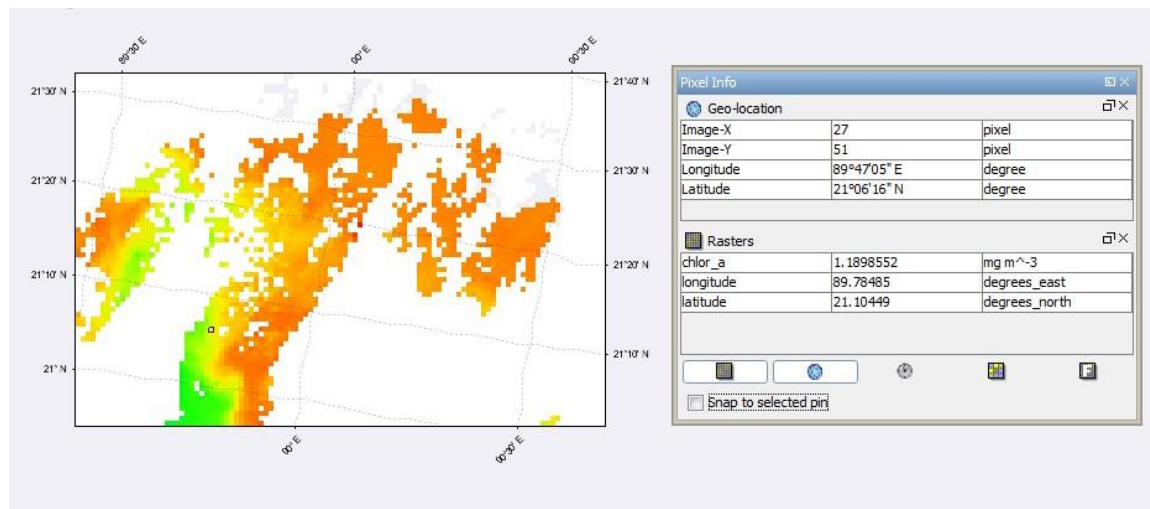 89°30' E
90° E
90°30' E
21°30' N
21°20' N
21°10' N
21° N
21°40' N
21°30' N
21°20' N
21°10' N
90° E
90°30' E
Pixel Info
Geo-location
Image-X 27 pixel
Image-Y 51 pixel
Longitude 89°47'05" E degree
Latitude 21°06'16" N degree
Rasters
chlor_a 1.1898552 mg m^-3
longitude 89.78485 degrees_east
latitude 21.10449 degrees_north
F
Snap to selected pin